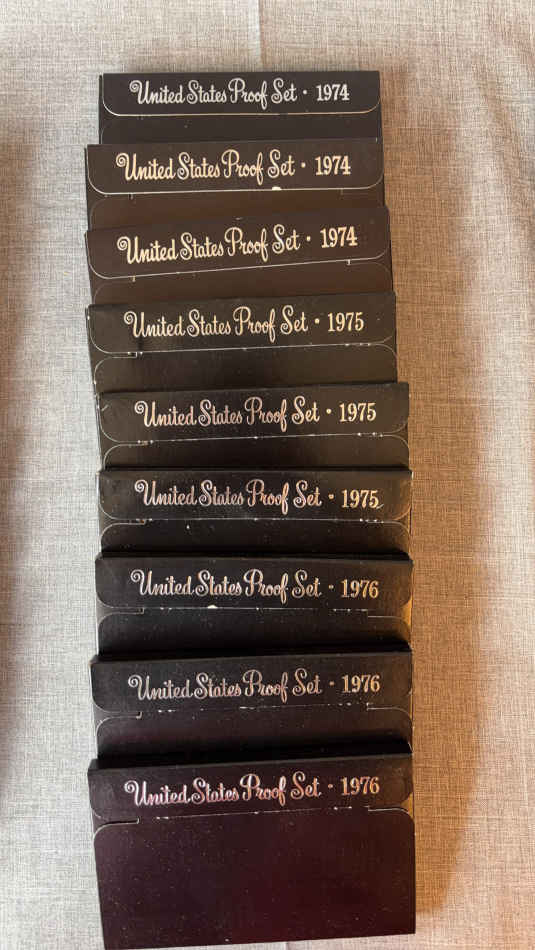 United States Proof Set · 1974
United States Proof Set · 1974
United States Proof Set · 1974
United States Proof Set · 1975
United States Proof Set · 1975
United States Proof Set · 1975
United States Proof Set · 1976
United States Proof Set · 1976
United States Proof Set · 1976